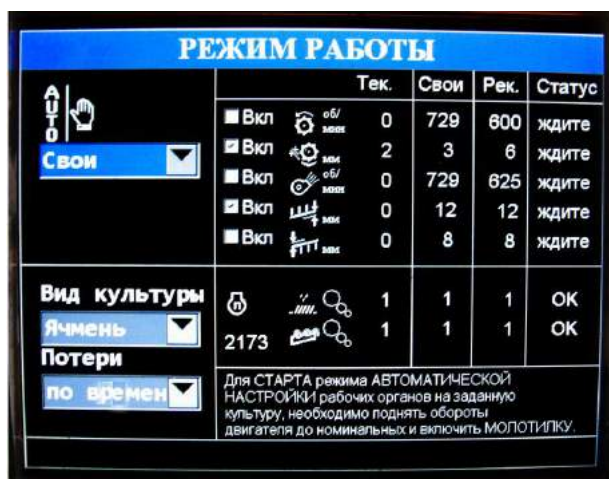 РЕЖИМ РАБОТЫ
AUTO
Свои
Тек. Свои Рек. Статус
Вкл об/мин 0 729 600 ждите
Вкл мм 2 3 6 ждите
Вкл об/мин 0 729 625 ждите
Вкл мм 0 12 12 ждите
Вкл мм 0 8 8 ждите
Вид культуры
Ячмень
Потери
по времен
n 1 1 1 ОК
2173 1 1 1 ОК
Для СТАРТА режима АВТОМАТИЧЕСКОЙ
НАСТРОЙКИ рабочих органов на заданную
культуру, необходимо поднять обороты
двигателя до номинальных и включить МОЛОТИЛКУ.